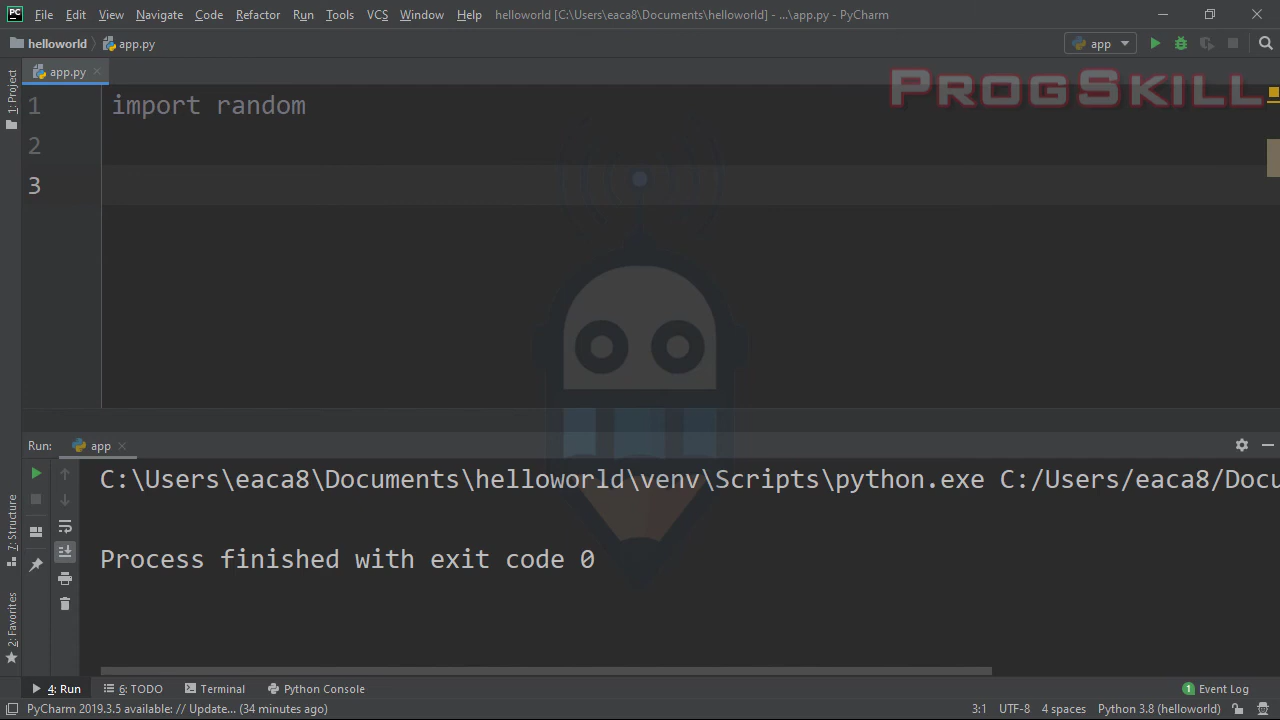 File Edit View Navigate Code Refactor Run Tools VCS Window Help helloworld [C:\Users\eaca8\Documents\helloworld] - ...\app.py - PyCharm
helloworld app.py app
1: Project
app.py
PROGSKILL
1 import random
2
3
Run: app
C:\Users\eaca8\Documents\helloworld\venv\Scripts\python.exe C:/Users/eaca8/Docu
Process finished with exit code 0
7: Structure
2: Favorites
4: Run 6: TODO Terminal Python Console 1 Event Log
PyCharm 2019.3.5 available: // Update... (34 minutes ago) 3:1 UTF-8 4 spaces Python 3.8 (helloworld)